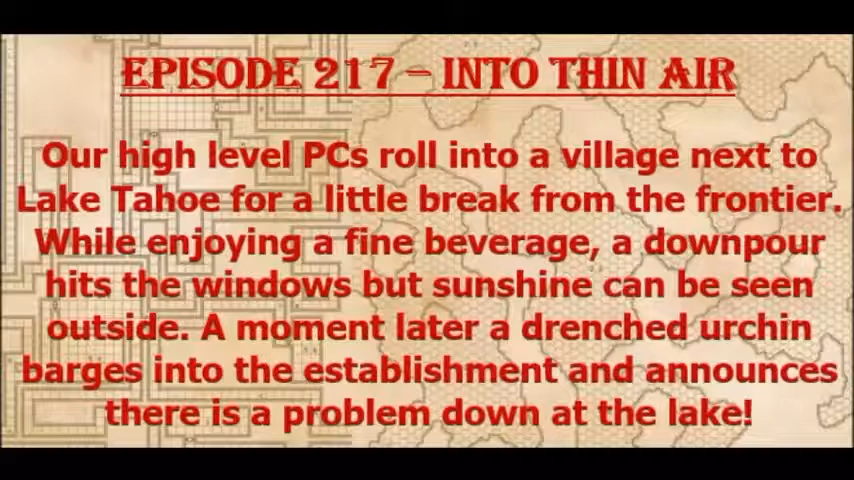 EPISODE 217 – INTO THIN AIR
Our high level PCs roll into a village next to
Lake Tahoe for a little break from the frontier.
While enjoying a fine beverage, a downpour
hits the windows but sunshine can be seen
outside. A moment later a drenched urchin
barges into the establishment and announces
there is a problem down at the lake!